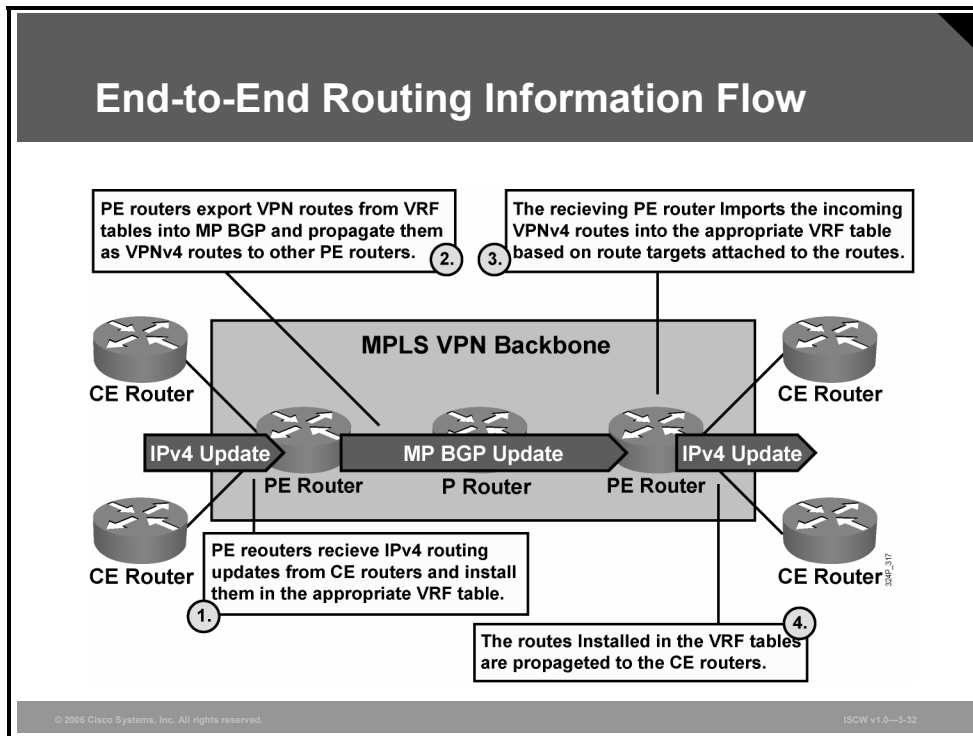 End-to-End Routing Information Flow
PE routers export VPN routes from VRF
tables into MP BGP and propagate them
as VPNv4 routes to other PE routers.
2.
3.
The recieving PE router Imports the incoming
VPNv4 routes into the appropriate VRF table
based on route targets attached to the routes.
MPLS VPN Backbone
CE Router
CE Router
IPv4 Update
MP BGP Update
IPv4 Update
PE Router
P Router
PE Router
CE Router
CE Router
324P_317
PE reouters recieve IPv4 routing
updates from CE routers and install
them in the appropriate VRF table.
1.
4.
The routes Installed in the VRF tables
are propageted to the CE routers.
© 2006 Cisco Systems, Inc. All rights reserved.
ISCW v1.0—3-32